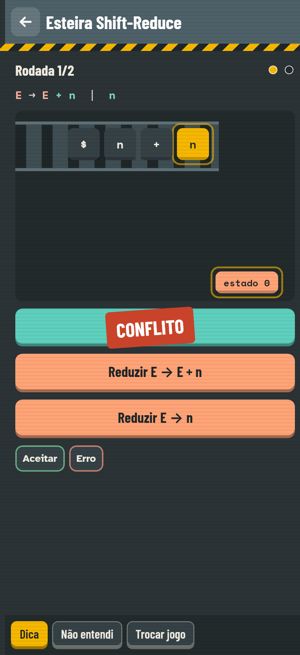 Esteira Shift-Reduce
Rodada 1/2
E → E + n | n
$ n + n
estado 0
CONFLITO
Reduzir E → E + n
Reduzir E → n
Aceitar Erro
Dica Não entendi Trocar jogo